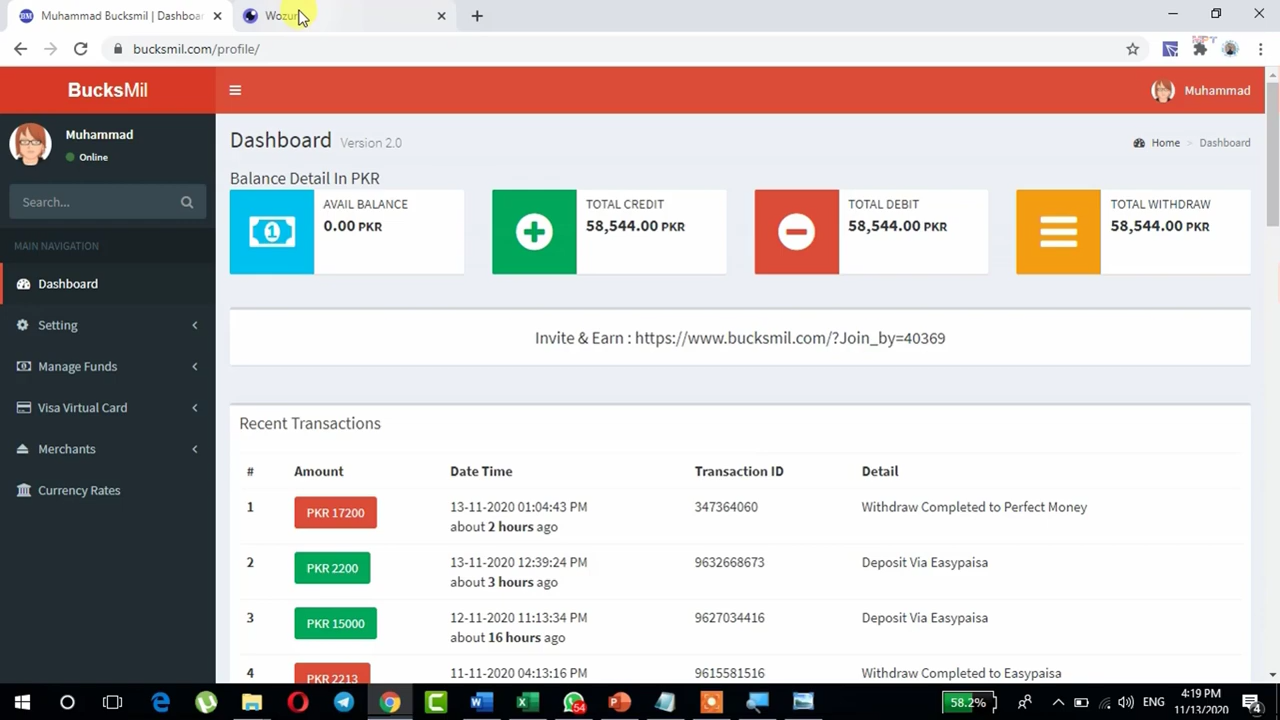 Muhammad Bucksmil | Dashboar
Wozur
bucksmil.com/profile/
BucksMil
Muhammad
Muhammad
Online
Search...
MAIN NAVIGATION
Dashboard
Setting
Manage Funds
Visa Virtual Card
Merchants
Currency Rates
Dashboard Version 2.0
Home > Dashboard
Balance Detail In PKR
AVAIL BALANCE
0.00 PKR
TOTAL CREDIT
58,544.00 PKR
TOTAL DEBIT
58,544.00 PKR
TOTAL WITHDRAW
58,544.00 PKR
Invite & Earn : https://www.bucksmil.com/?Join_by=40369
Recent Transactions
# Amount Date Time Transaction ID Detail
1 PKR 17200 13-11-2020 01:04:43 PM 347364060 Withdraw Completed to Perfect Money
about 2 hours ago
2 PKR 2200 13-11-2020 12:39:24 PM 9632668673 Deposit Via Easypaisa
about 3 hours ago
3 PKR 15000 12-11-2020 11:13:34 PM 9627034416 Deposit Via Easypaisa
about 16 hours ago
4 PKR 2213 11-11-2020 04:13:16 PM 9615581516 Withdraw Completed to Easypaisa
54
58.2%
ENG
4:19 PM
11/13/2020
4